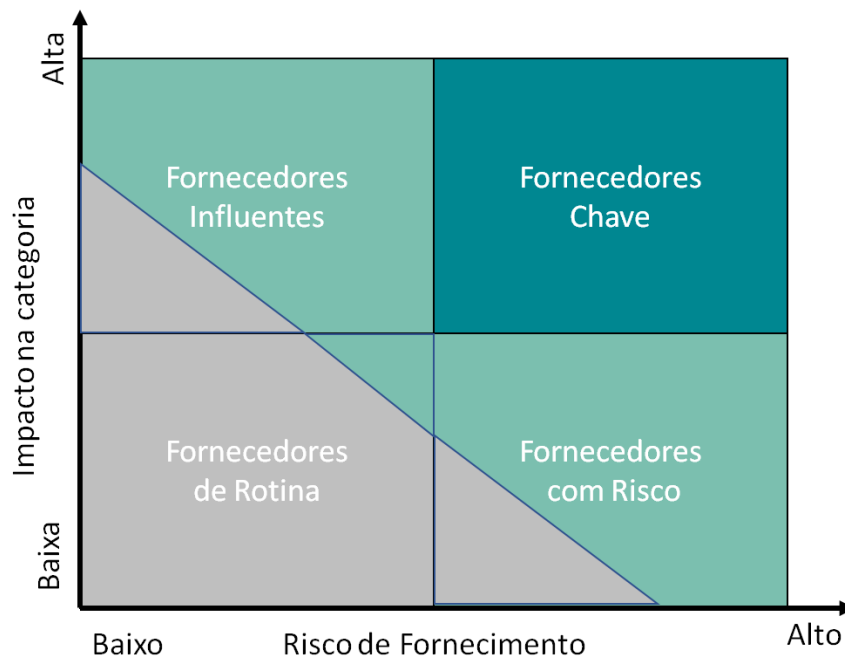 Alta
Fornecedores
Influentes
Fornecedores
Chave
Impacto na categoria
Fornecedores
de Rotina
Fornecedores
com Risco
Baixa
Baixo
Risco de Fornecimento
Alto